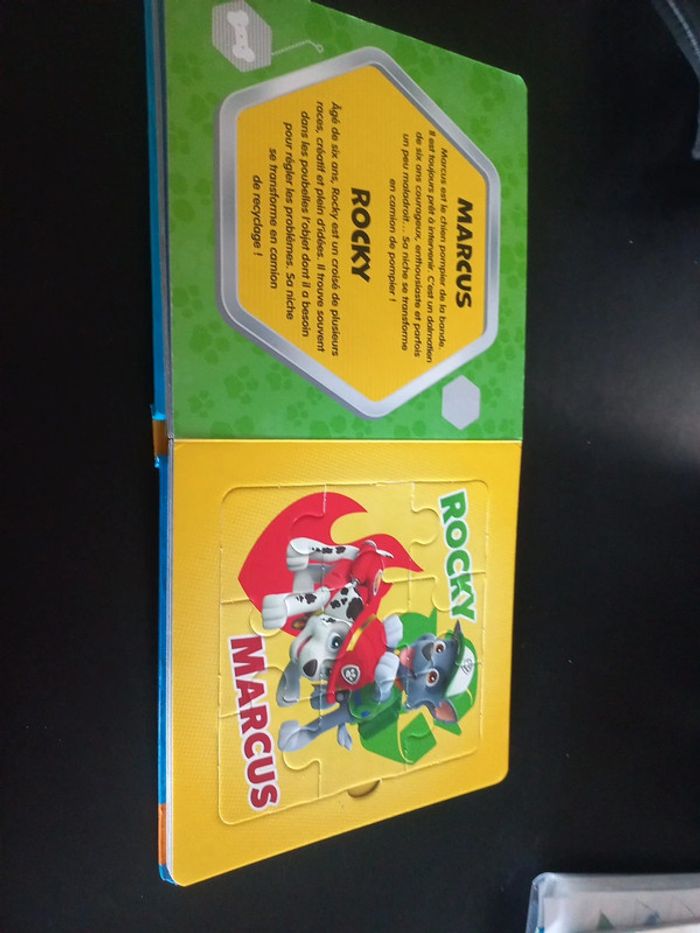 MARCUS
Marcus est le chien pompier de la bande.
Il est toujours prêt à intervenir. C'est un dalmatien
de six ans courageux, enthousiaste et parfois
un peu maladroit... Sa niche se transforme
en camion de pompier !
ROCKY
Âgé de six ans, Rocky est un croisé de plusieurs
races, créatif et plein d'idées. Il trouve souvent
dans les poubelles l'objet dont il a besoin
pour régler les problèmes. Sa niche
se transforme en camion
de recyclage !
ROCKY
MARCUS